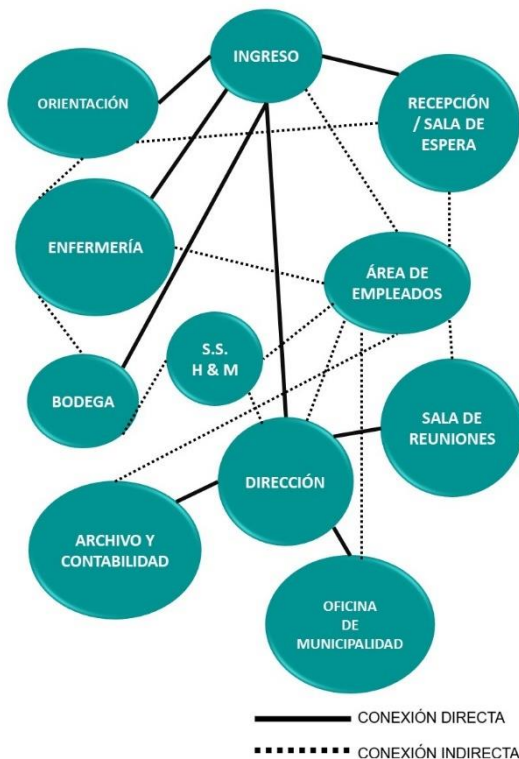 INGRESO
ORIENTACIÓN
RECEPCIÓN
/ SALA DE
ESPERA
ENFERMERÍA
ÁREA DE
EMPLEADOS
S.S.
H & M
BODEGA
SALA DE
REUNIONES
DIRECCIÓN
ARCHIVO Y
CONTABILIDAD
OFICINA
DE
MUNICIPALIDAD
CONEXIÓN DIRECTA
CONEXIÓN INDIRECTA